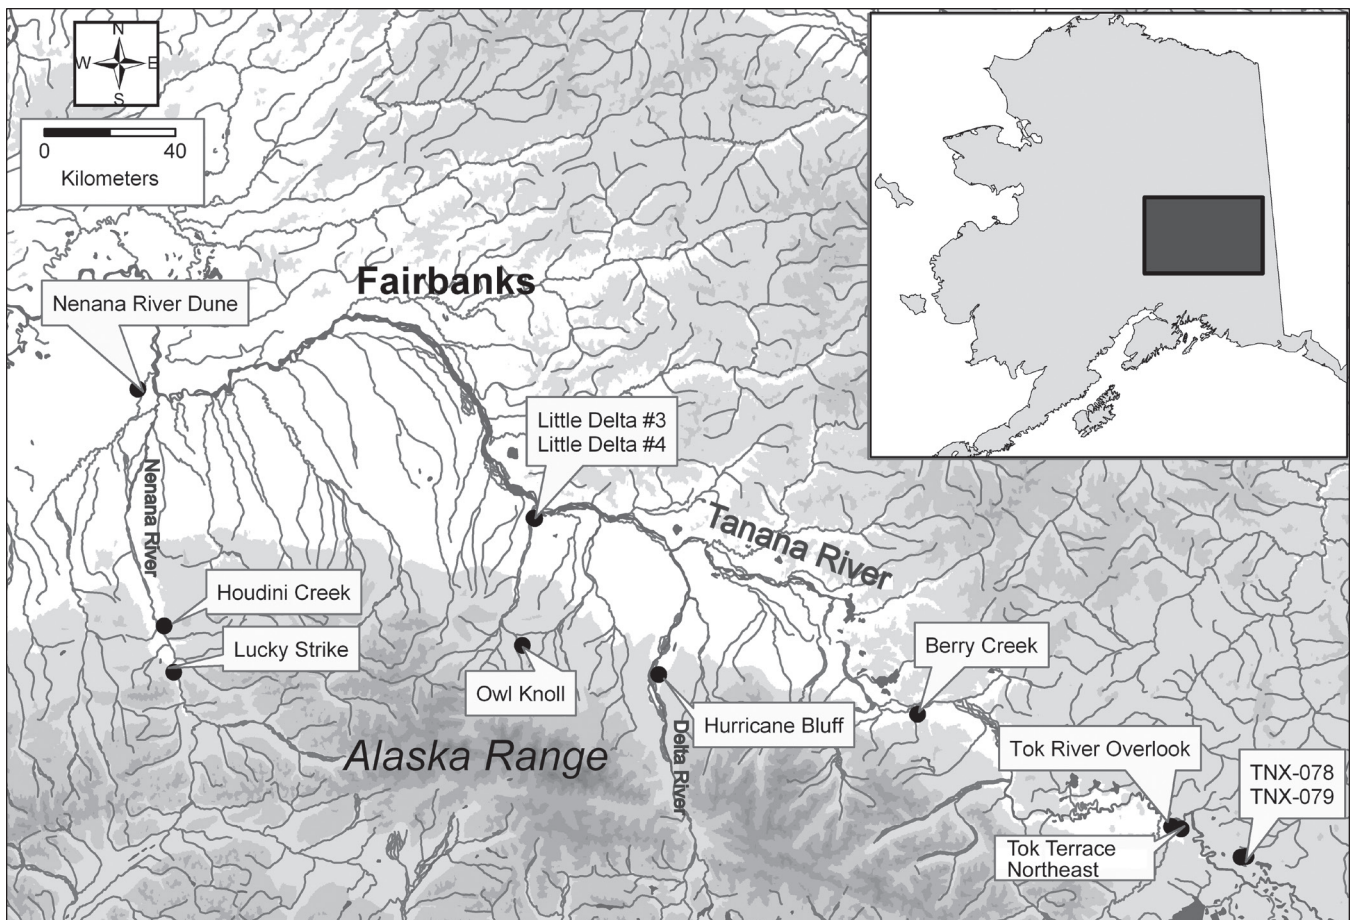 N
W E
S
0 40
Kilometers
Fairbanks
Nenana River Dune
Little Delta #3
Little Delta #4
Tanana River
Nenana River
Houdini Creek
Lucky Strike
Berry Creek
Owl Knoll
Hurricane Bluff
Delta River
Alaska Range
Tok River Overlook
TNX-078
TNX-079
Tok Terrace
Northeast